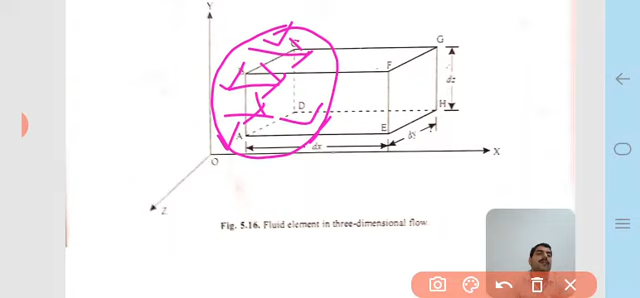 Y
G
F
dz
D
H
A
E
dy
dx
O
X
Z
Fig. 5.16. Fluid element in three-dimensional flow